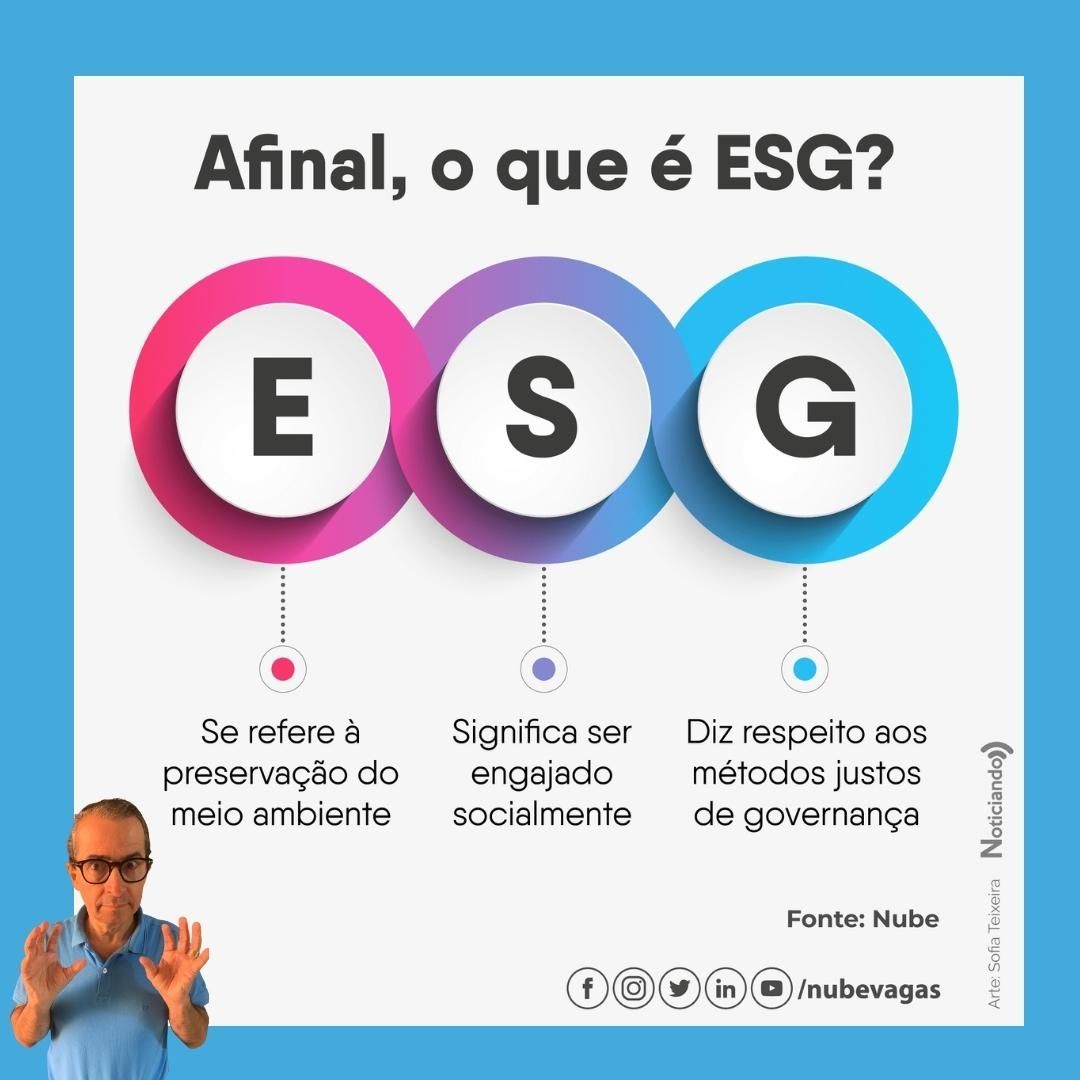 Afinal, o que é ESG?
E
S
G
Se refere à
preservação do
meio ambiente
Significa ser
engajado
socialmente
Diz respeito aos
métodos justos
de governança
Noticiando
Arte: Sofia Teixeira
Fonte: Nube
f
in
/nubevagas